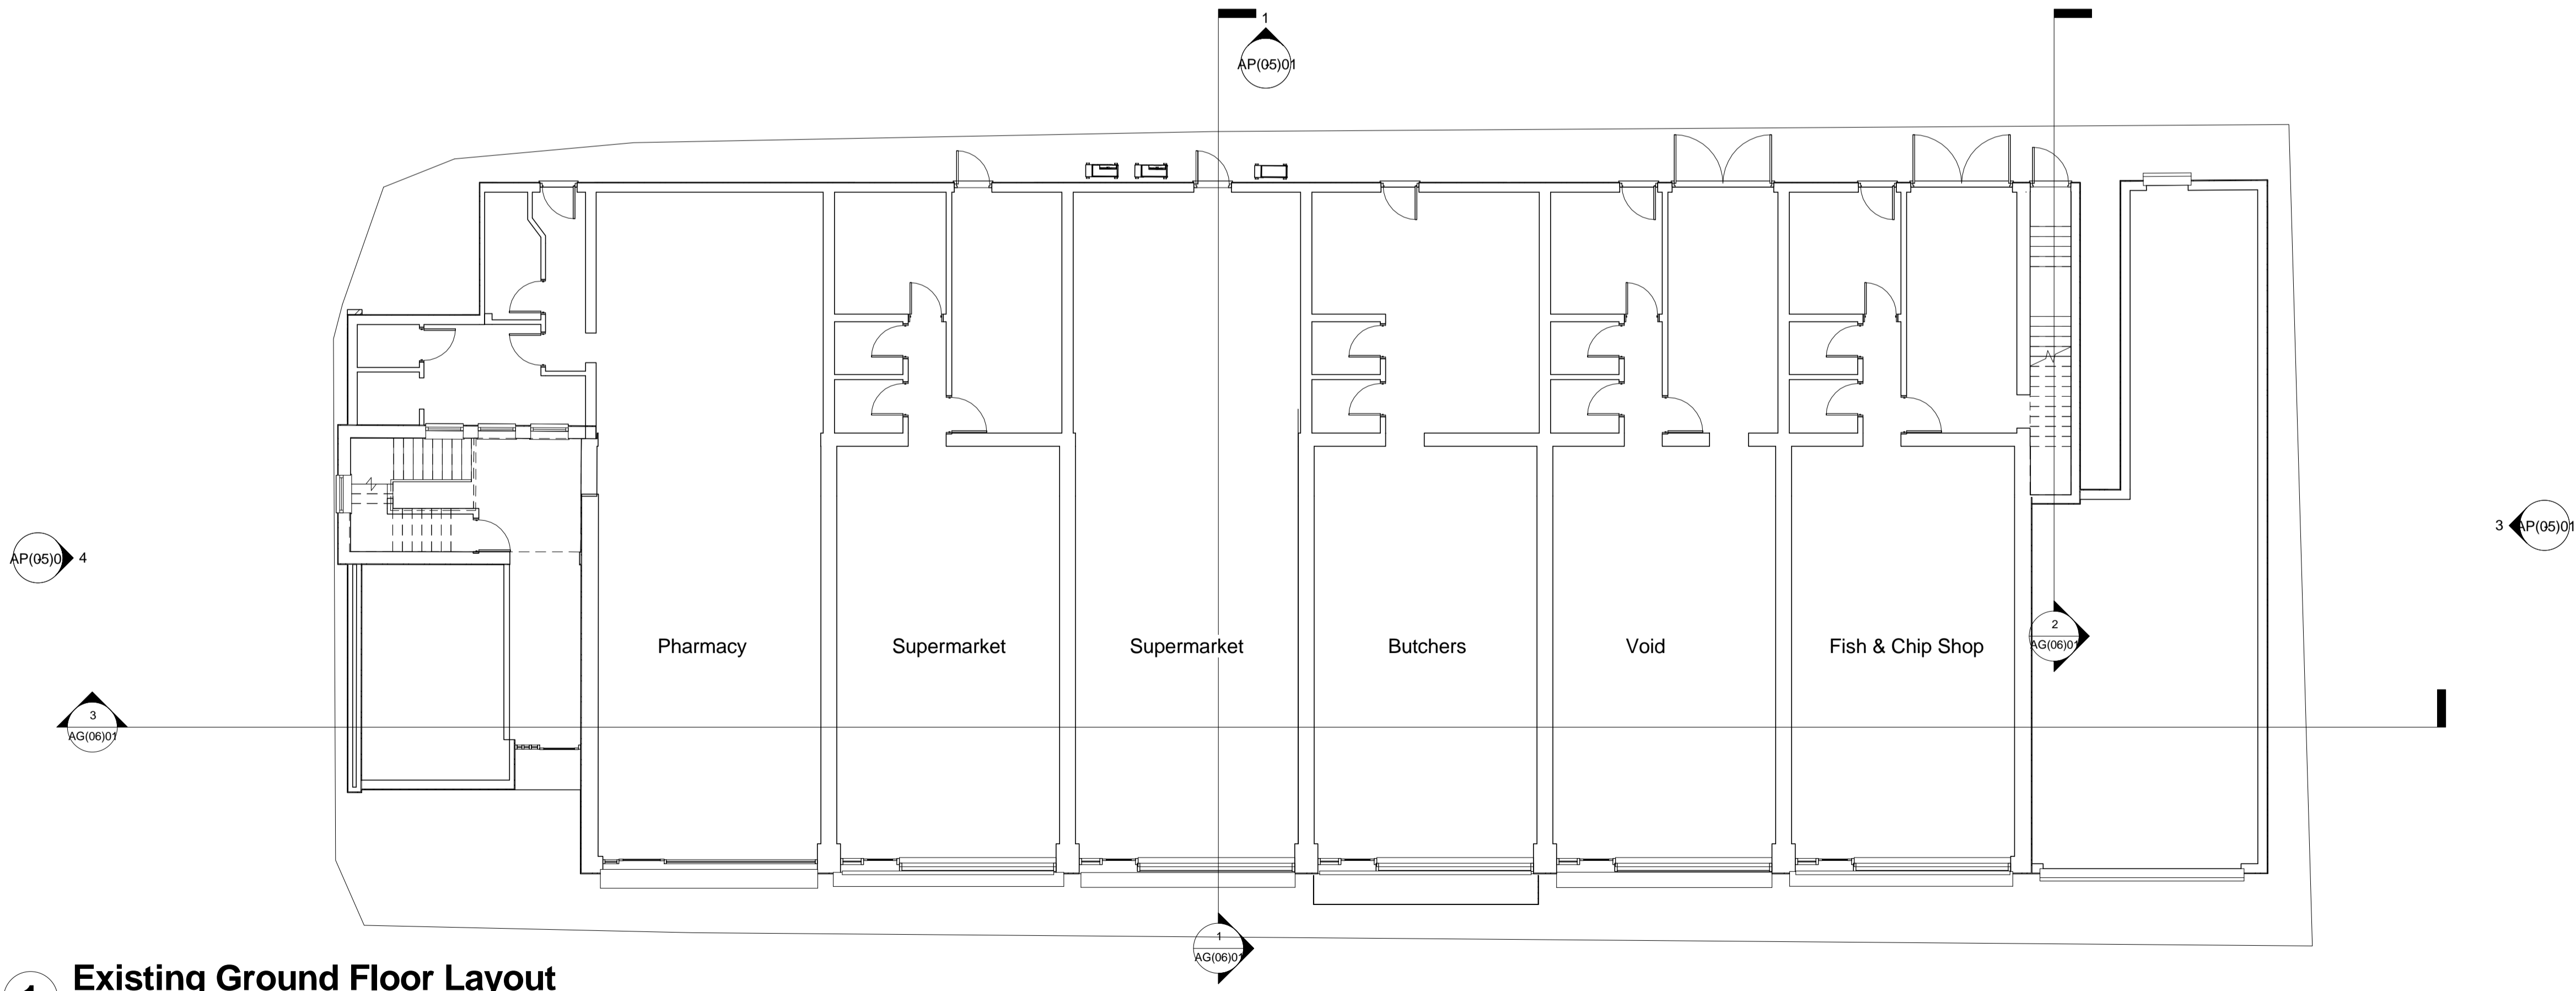 1
AP(05)01
AP(05)0
4
3
AP(05)01
Pharmacy
Supermarket
Supermarket
Butchers
Void
Fish & Chip Shop
2
AG(06)01
3
AG(06)01
1
AG(06)01
1
Existing Ground Floor Layout